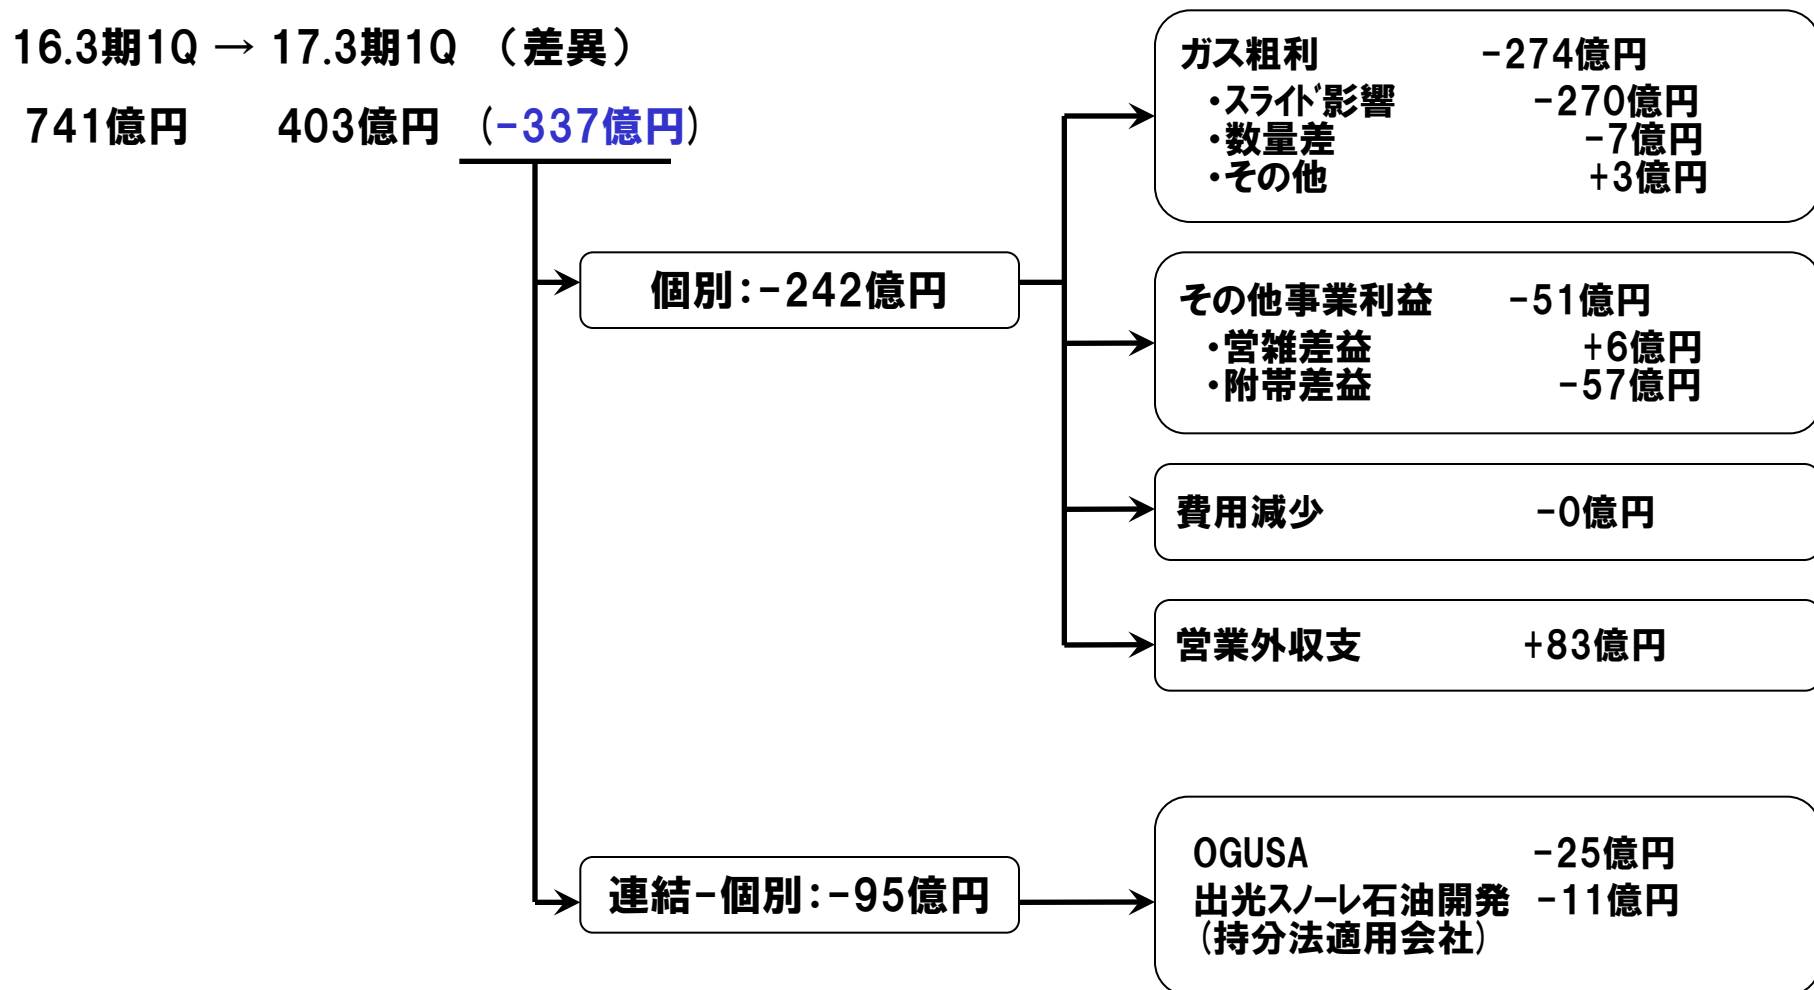 16.3期1Q → 17.3期1Q (差異)
741億円 403億円 (-337億円)
ガス粗利 -274億円
・スライド影響 -270億円
・数量差 -7億円
・その他 +3億円
個別:-242億円
その他事業利益 -51億円
・営雑差益 +6億円
・附帯差益 -57億円
費用減少 -0億円
営業外収支 +83億円
連結-個別:-95億円
OGUSA -25億円
出光スノーレ石油開発 -11億円
(持分法適用会社)